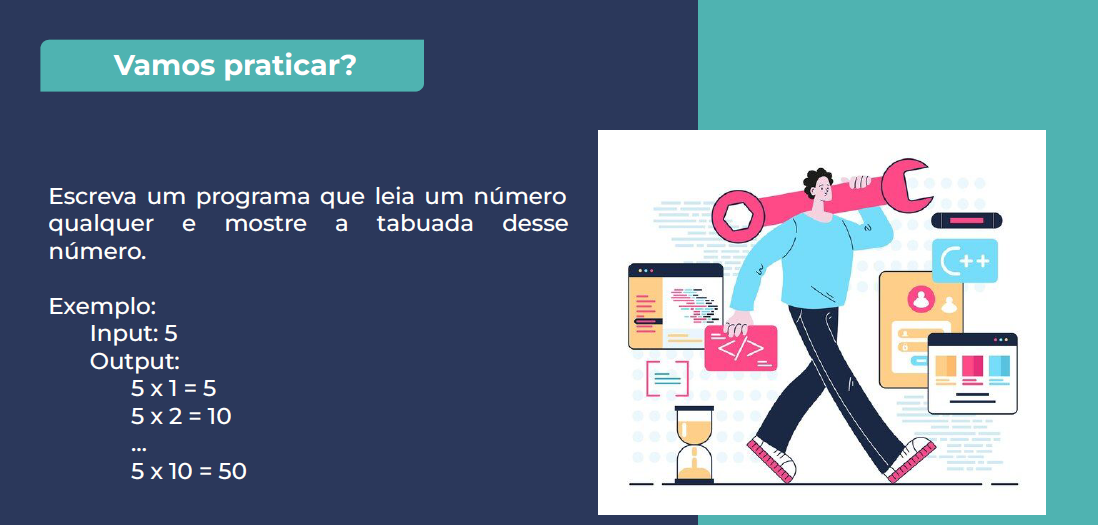 Vamos praticar?
Escreva um programa que leia um número
qualquer e mostre a tabuada desse
número.
Exemplo:
Input: 5
Output:
5 x 1 = 5
5 x 2 = 10
...
5 x 10 = 50
C++
</>